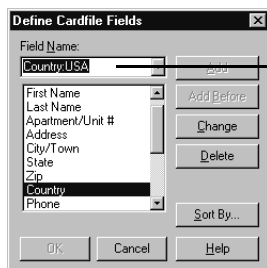 Define Cardfile Fields
Field Name:
Country:USA
Add
First Name
Last Name
Apartment/Unit #
Address
City/Town
State
Zip
Country
Phone
Add Before
Change
Delete
Sort By...
OK
Cancel
Help